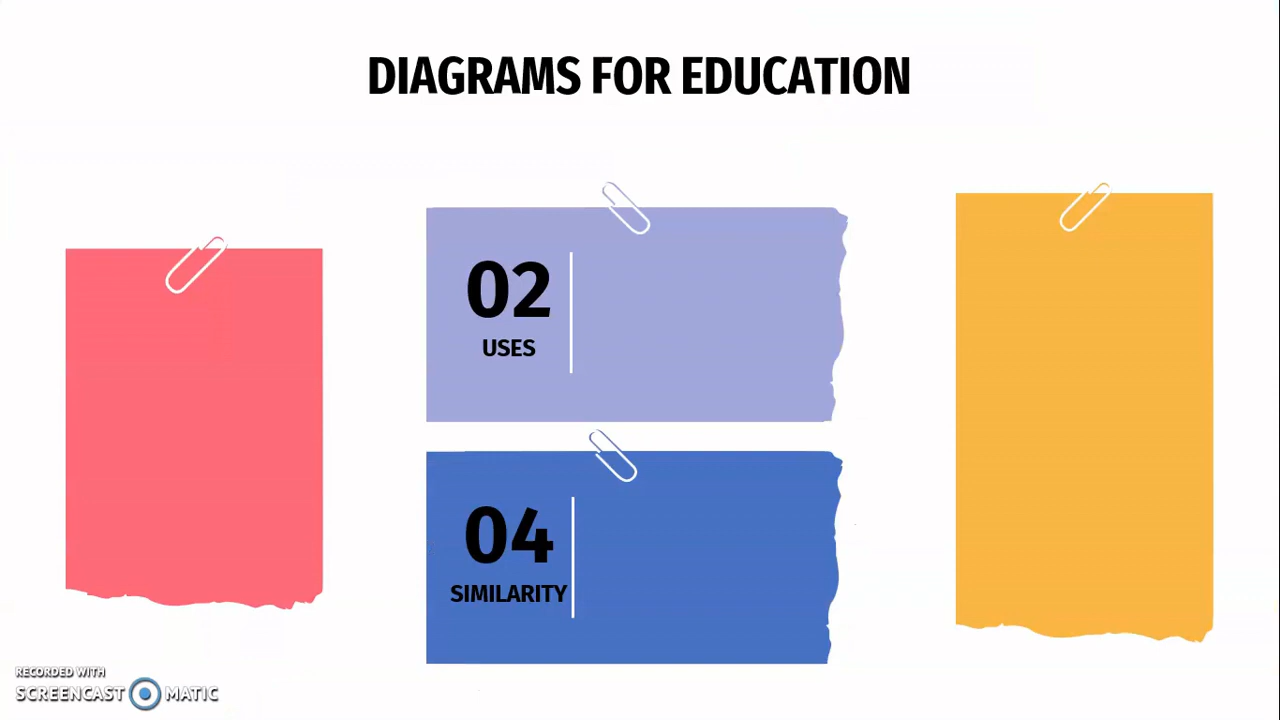 DIAGRAMS FOR EDUCATION
02
USES
04
SIMILARITY
RECORDED WITH
SCREENCAST MATIC